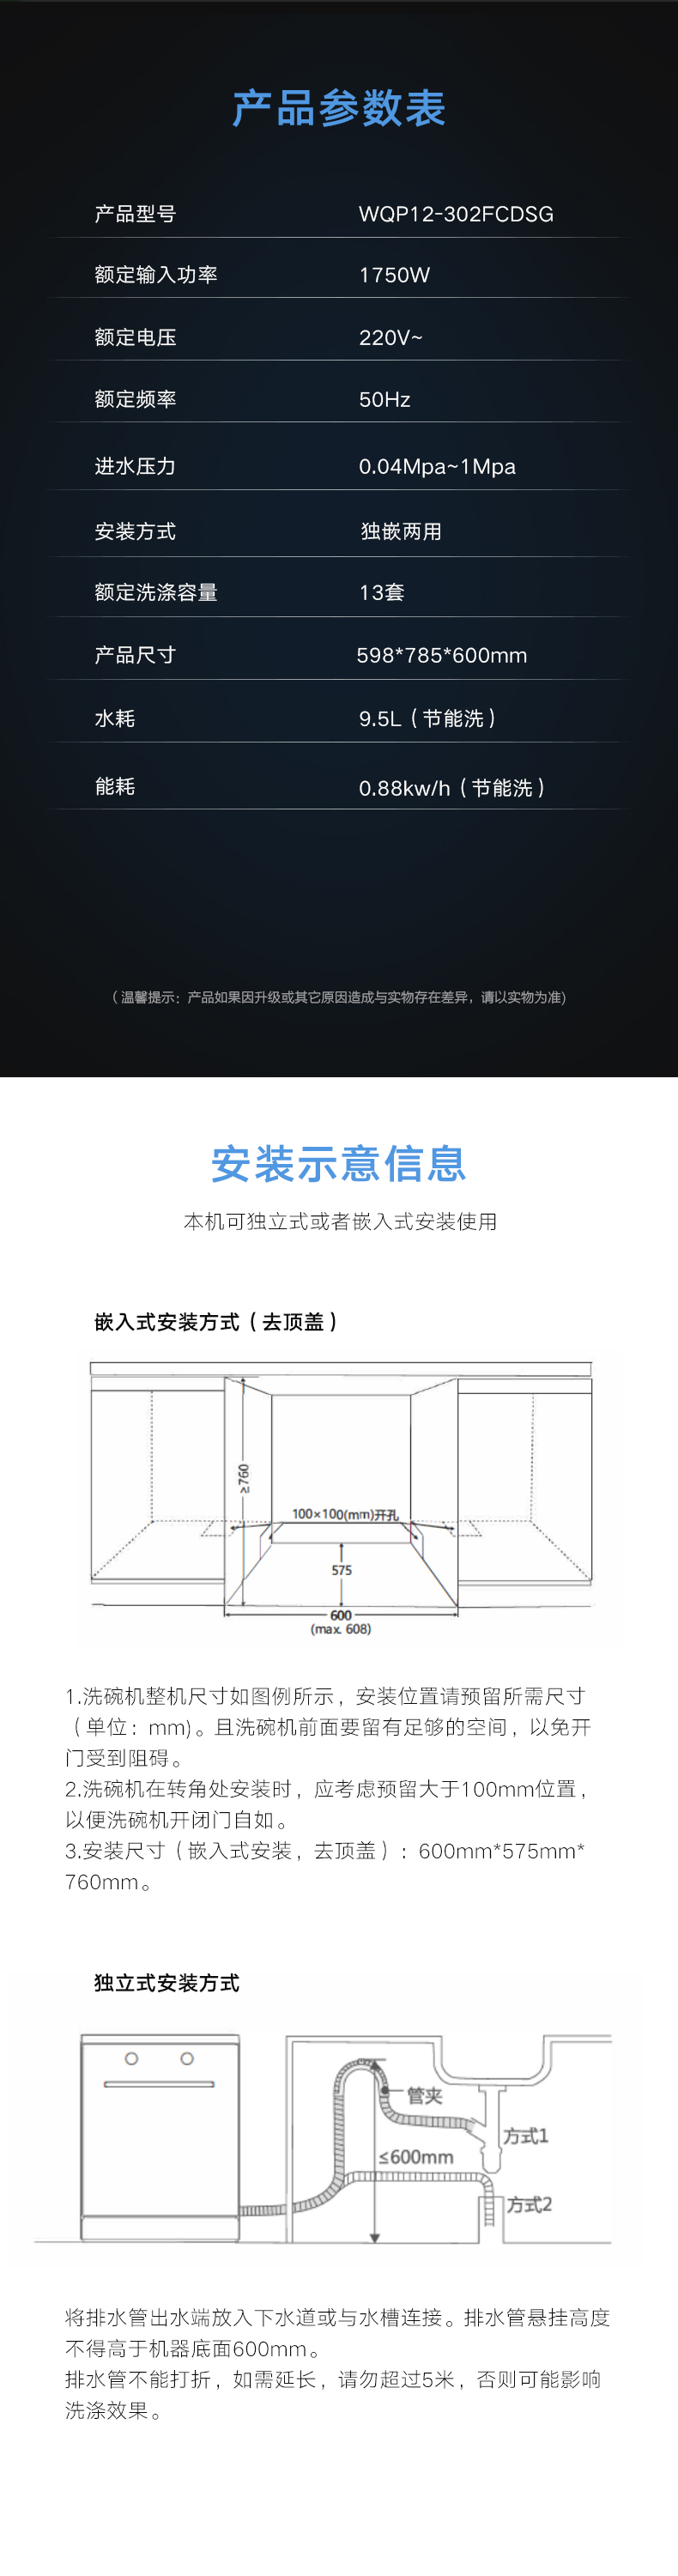 产品参数表
产品型号 WQP12-302FCDSG
额定输入功率 1750W
额定电压 220V~
额定频率 50Hz
进水压力 0.04Mpa~1Mpa
安装方式 独嵌两用
额定洗涤容量 13套
产品尺寸 598*785*600mm
水耗 9.5L（节能洗）
能耗 0.88kw/h（节能洗）
（温馨提示：产品如果因升级或其它原因造成与实物存在差异，请以实物为准)
安装示意信息
本机可独立式或者嵌入式安装使用
嵌入式安装方式（去顶盖）
≥760
100×100(mm)开孔
575
600
(max. 608)
1.洗碗机整机尺寸如图例所示，安装位置请预留所需尺寸
（单位：mm)。且洗碗机前面要留有足够的空间，以免开
门受到阻碍。
2.洗碗机在转角处安装时，应考虑预留大于100mm位置，
以便洗碗机开闭门自如。
3.安装尺寸（嵌入式安装，去顶盖）：600mm*575mm*
760mm。
独立式安装方式
管夹
方式1
≤600mm
方式2
将排水管出水端放入下水道或与水槽连接。排水管悬挂高度
不得高于机器底面600mm。
排水管不能打折，如需延长，请勿超过5米，否则可能影响
洗涤效果。